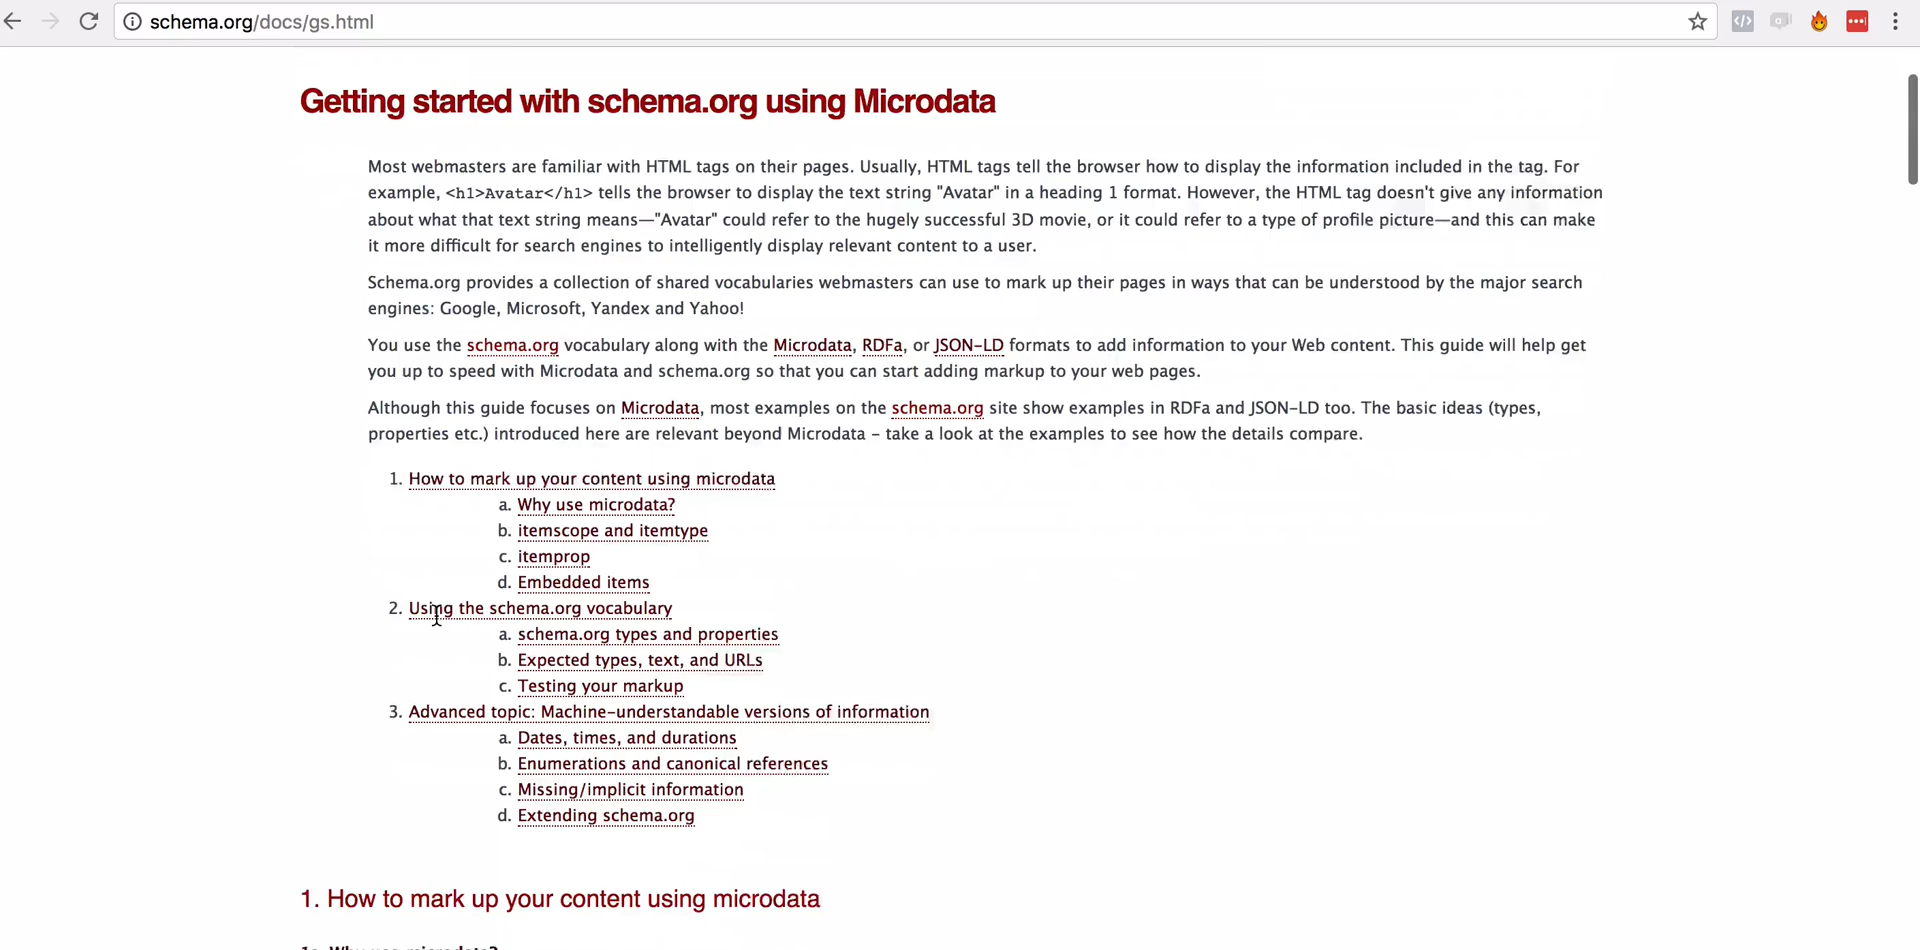 schema.org/docs/gs.html
Getting started with schema.org using Microdata
Most webmasters are familiar with HTML tags on their pages. Usually, HTML tags tell the browser how to display the information included in the tag. For
example, <h1>Avatar</h1> tells the browser to display the text string "Avatar" in a heading 1 format. However, the HTML tag doesn't give any information
about what that text string means—"Avatar" could refer to the hugely successful 3D movie, or it could refer to a type of profile picture—and this can make
it more difficult for search engines to intelligently display relevant content to a user.
Schema.org provides a collection of shared vocabularies webmasters can use to mark up their pages in ways that can be understood by the major search
engines: Google, Microsoft, Yandex and Yahoo!
You use the schema.org vocabulary along with the Microdata, RDFa, or JSON-LD formats to add information to your Web content. This guide will help get
you up to speed with Microdata and schema.org so that you can start adding markup to your web pages.
Although this guide focuses on Microdata, most examples on the schema.org site show examples in RDFa and JSON-LD too. The basic ideas (types,
properties etc.) introduced here are relevant beyond Microdata – take a look at the examples to see how the details compare.
1. How to mark up your content using microdata
a. Why use microdata?
b. itemscope and itemtype
c. itemprop
d. Embedded items
2. Using the schema.org vocabulary
a. schema.org types and properties
b. Expected types, text, and URLs
c. Testing your markup
3. Advanced topic: Machine-understandable versions of information
a. Dates, times, and durations
b. Enumerations and canonical references
c. Missing/implicit information
d. Extending schema.org
1. How to mark up your content using microdata
1a. Why use microdata?